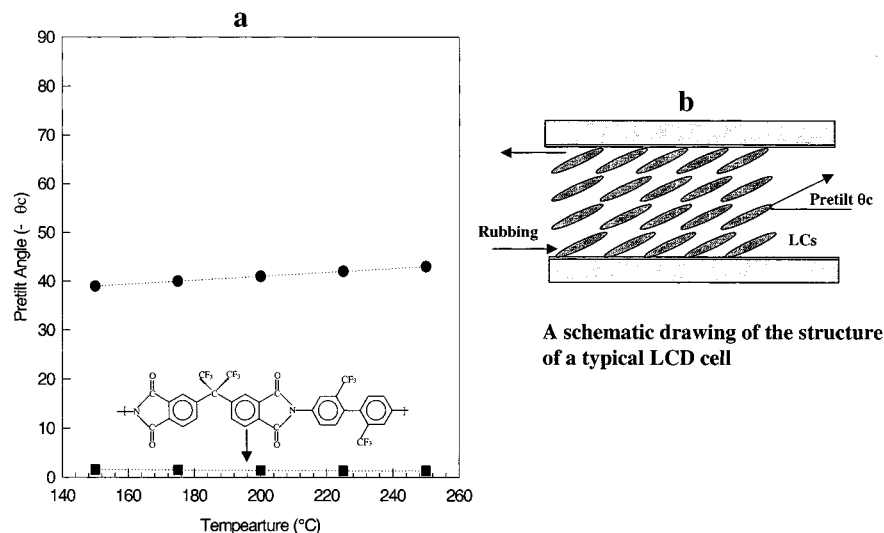 a
90
80
70
60
50
40
30
20
10
0
Pretilt Angle (- θc)
140 160 180 200 220 240 260
Tempearture (°C)
O O
CF₃ CF₃
C
N N
O O
CF₃
CF₃
b
Pretilt θc
Rubbing
LCs
A schematic drawing of the structure
of a typical LCD cell